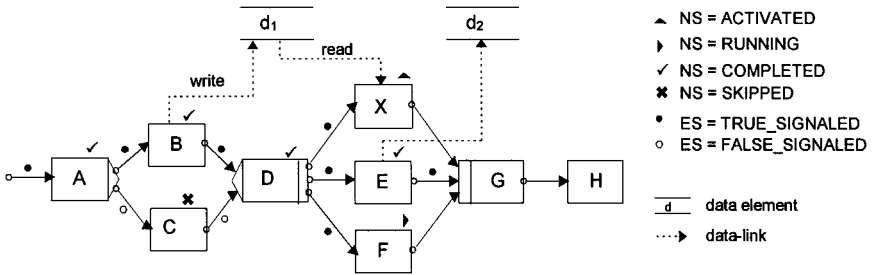 d1
d2
write
read
A
B
C
D
X
E
F
G
H
NS = ACTIVATED
NS = RUNNING
NS = COMPLETED
NS = SKIPPED
ES = TRUE_SIGNALED
ES = FALSE_SIGNALED
d data element
data-link